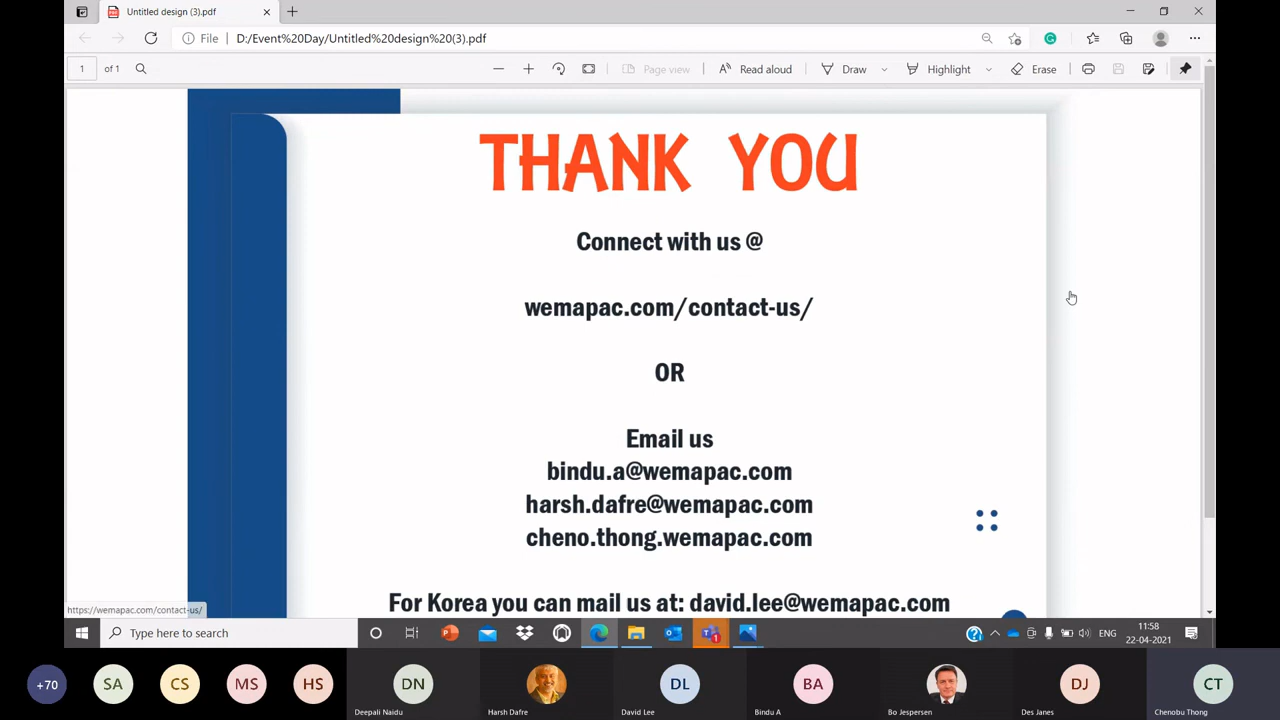 Untitled design (3).pdf
File
D:/Event%20Day/Untitled%20design%20(3).pdf
1 of 1
Page view
Read aloud
Draw
Highlight
Erase
THANK YOU
Connect with us @
wemapac.com/contact-us/
OR
Email us
bindu.a@wemapac.com
harsh.dafre@wemapac.com
cheno.thong.wemapac.com
For Korea you can mail us at: david.lee@wemapac.com
https://wemapac.com/contact-us/
Type here to search
ENG
11:58
22-04-2021
+70
SA
CS
MS
HS
DN
DL
BA
DJ
CT
Deepali Naidu
Harsh Dafre
David Lee
Bindu A
Bo Jespersen
Des Janes
Chenobu Thong